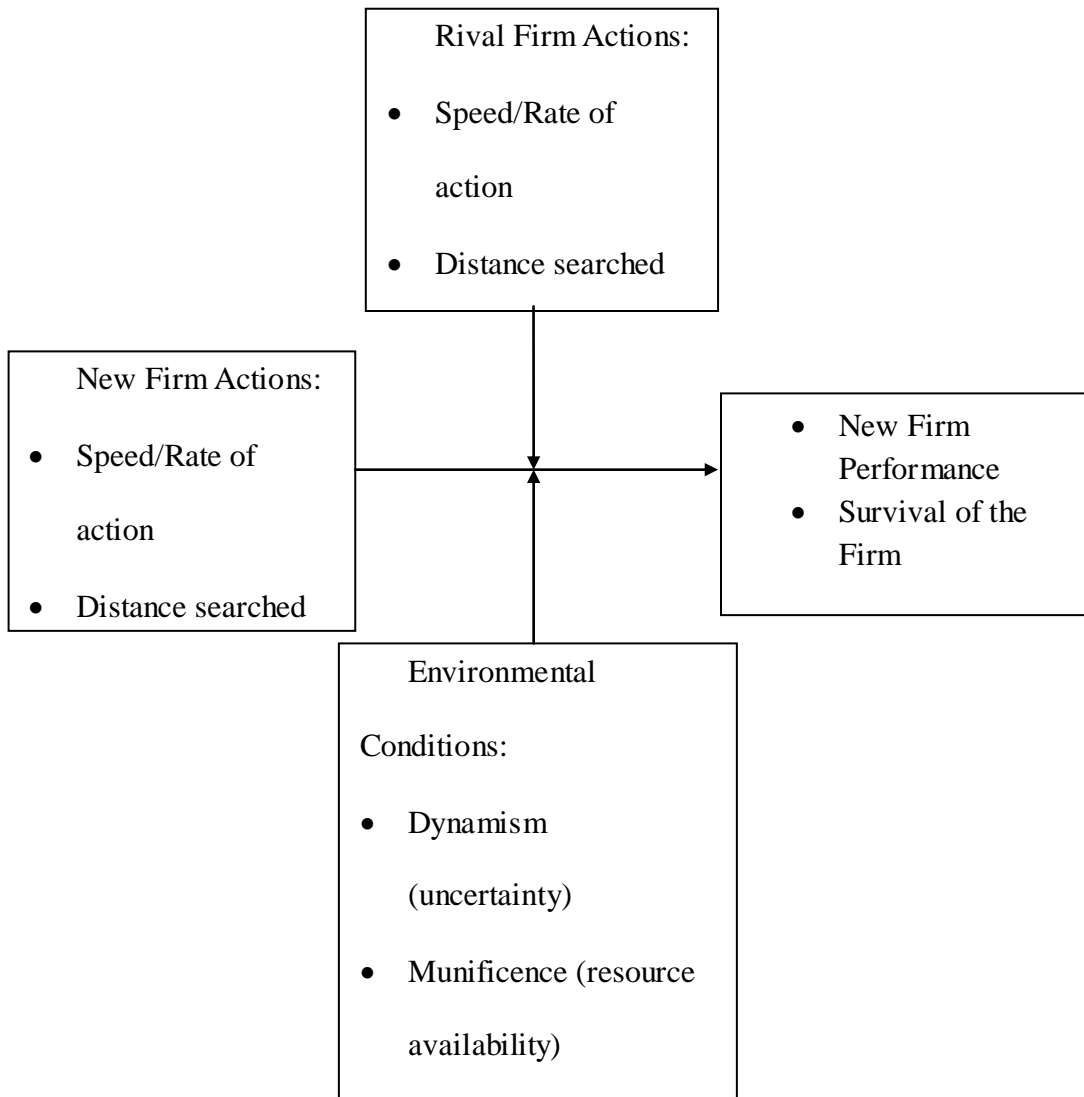 Rival Firm Actions:
• Speed/Rate of
action
• Distance searched
New Firm Actions:
• Speed/Rate of
action
• Distance searched
• New Firm
Performance
• Survival of the
Firm
Environmental
Conditions:
• Dynamism
(uncertainty)
• Munificence (resource
availability)